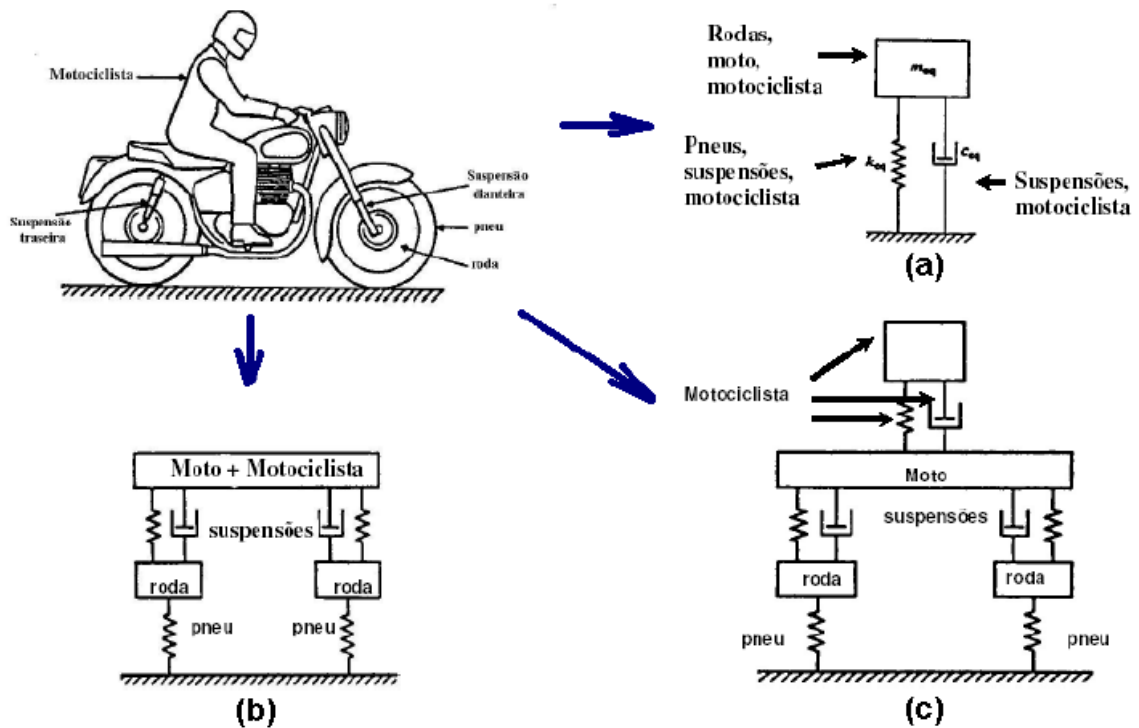 Motociclista
Suspensão
dianteira
Suspensão
traseira
pneu
roda
Rodas,
moto,
motociclista
m_eq
Pneus,
suspensões,
motociclista
k_eq
c_eq
Suspensões,
motociclista
(a)
Moto + Motociclista
suspensões
roda
roda
pneu
pneu
(b)
Motociclista
Moto
suspensões
roda
roda
pneu
pneu
(c)